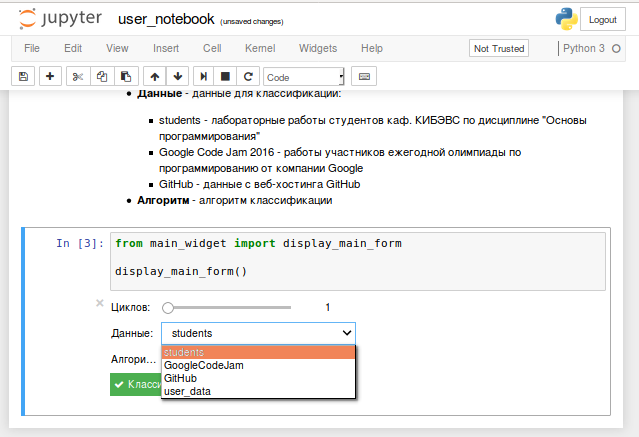 jupyter user_notebook (unsaved changes) Logout
File Edit View Insert Cell Kernel Widgets Help Not Trusted Python 3
Code
Данные - данные для классификации:
students - лабораторные работы студентов каф. КИБЭВС по дисциплине "Основы
программирования"
Google Code Jam 2016 - работы участников ежегодной олимпиады по
программированию от компании Google
GitHub - данные с веб-хостинга GitHub
Алгоритм - алгоритм классификации
In [3]: from main_widget import display_main_form
display_main_form()
Циклов: 1
Данные: students
Алгори...
students
GoogleCodeJam
GitHub
user_data
Класси